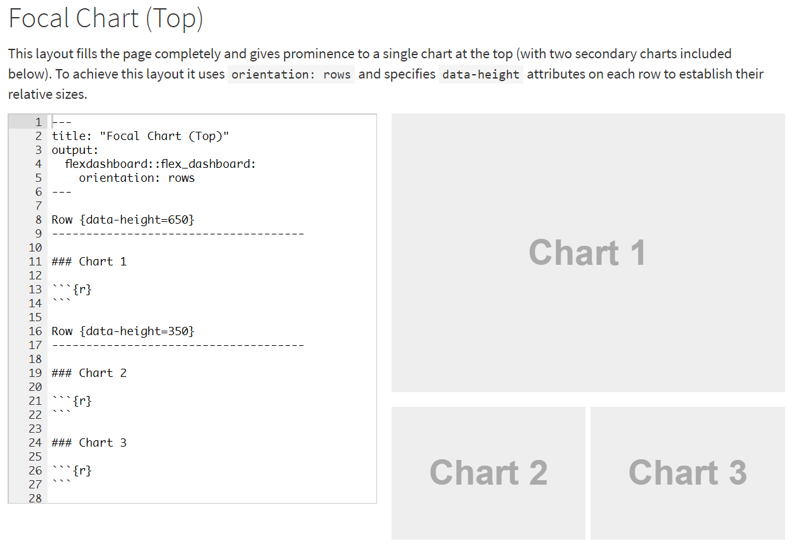 Focal Chart (Top)
This layout fills the page completely and gives prominence to a single chart at the top (with two secondary charts included
below). To achieve this layout it uses orientation: rows and specifies data-height attributes on each row to establish their
relative sizes.
1 ---
2 title: "Focal Chart (Top)"
3 output:
4   flexdashboard::flex_dashboard:
5     orientation: rows
6 ---
7
8 Row {data-height=650}
9 -------------------------------------
10
11 ### Chart 1
12
13 ```{r}
14 ```
15
16 Row {data-height=350}
17 -------------------------------------
18
19 ### Chart 2
20
21 ```{r}
22 ```
23
24 ### Chart 3
25
26 ```{r}
27 ```
28
Chart 1
Chart 2
Chart 3